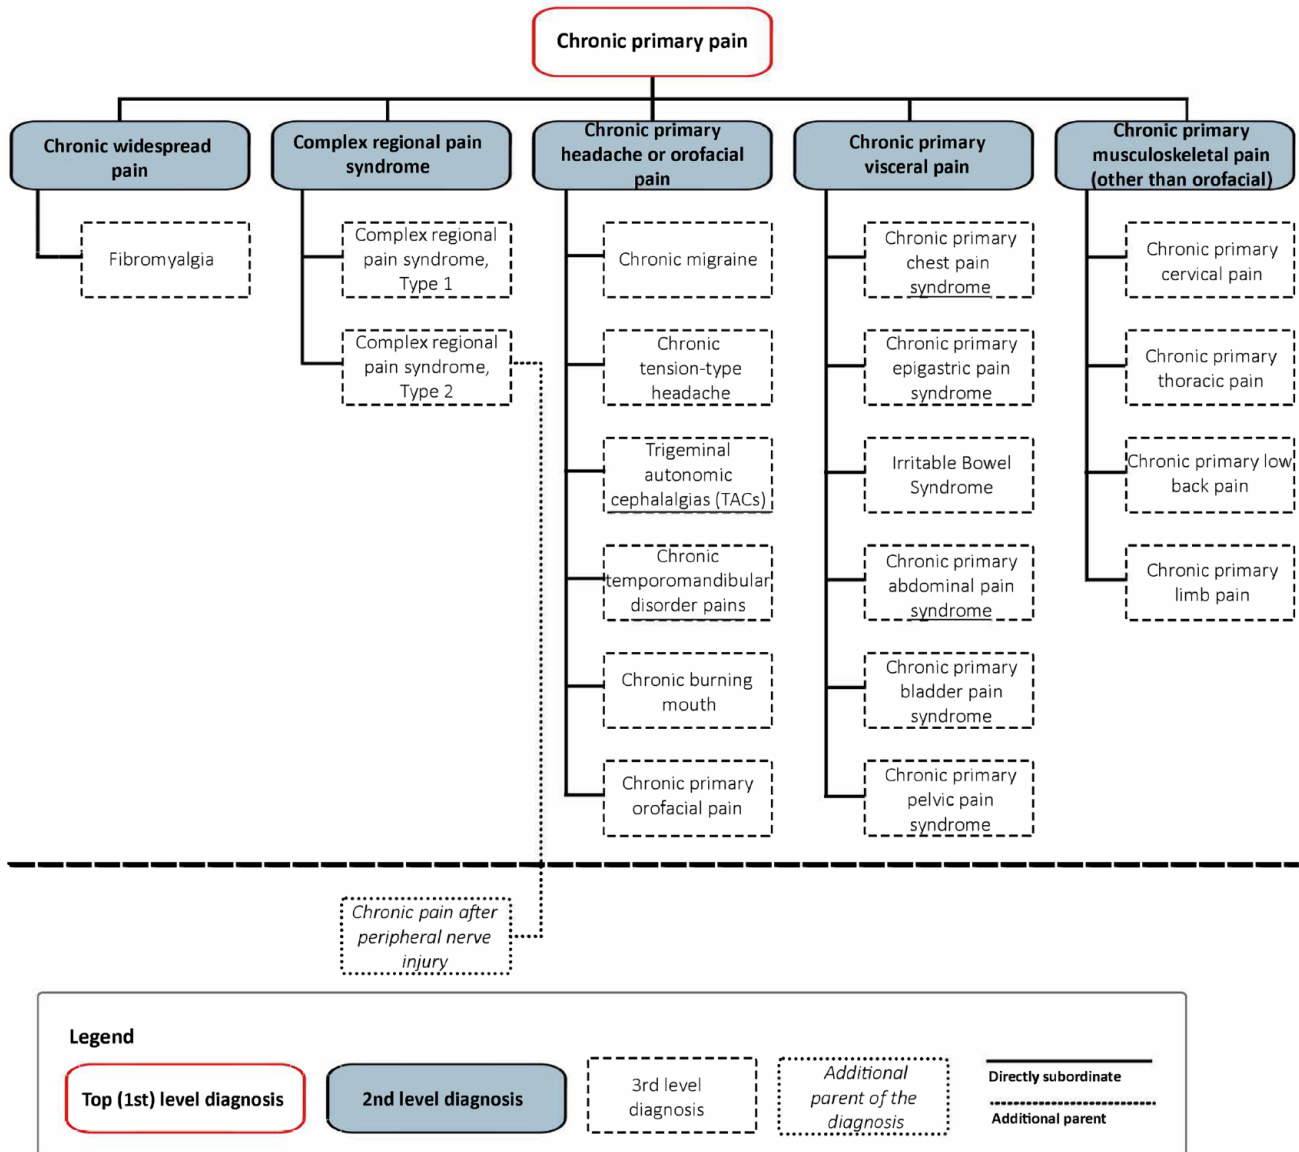 Chronic primary pain
Chronic widespread
pain
Complex regional pain
syndrome
Chronic primary
headache or orofacial
pain
Chronic primary
visceral pain
Chronic primary
musculoskeletal pain
(other than orofacial)
Fibromyalgia
Complex regional
pain syndrome,
Type 1
Complex regional
pain syndrome,
Type 2
Chronic migraine
Chronic
tension-type
headache
Trigeminal
autonomic
cephalalgias (TACs)
Chronic
temporomandibular
disorder pains
Chronic burning
mouth
Chronic primary
orofacial pain
Chronic primary
chest pain
syndrome
Chronic primary
epigastric pain
syndrome
Irritable Bowel
Syndrome
Chronic primary
abdominal pain
syndrome
Chronic primary
bladder pain
syndrome
Chronic primary
pelvic pain
syndrome
Chronic primary
cervical pain
Chronic primary
thoracic pain
Chronic primary low
back pain
Chronic primary
limb pain
Chronic pain after
peripheral nerve
injury
Legend
Top (1st) level diagnosis
2nd level diagnosis
3rd level
diagnosis
Additional
parent of the
diagnosis
Directly subordinate
Additional parent